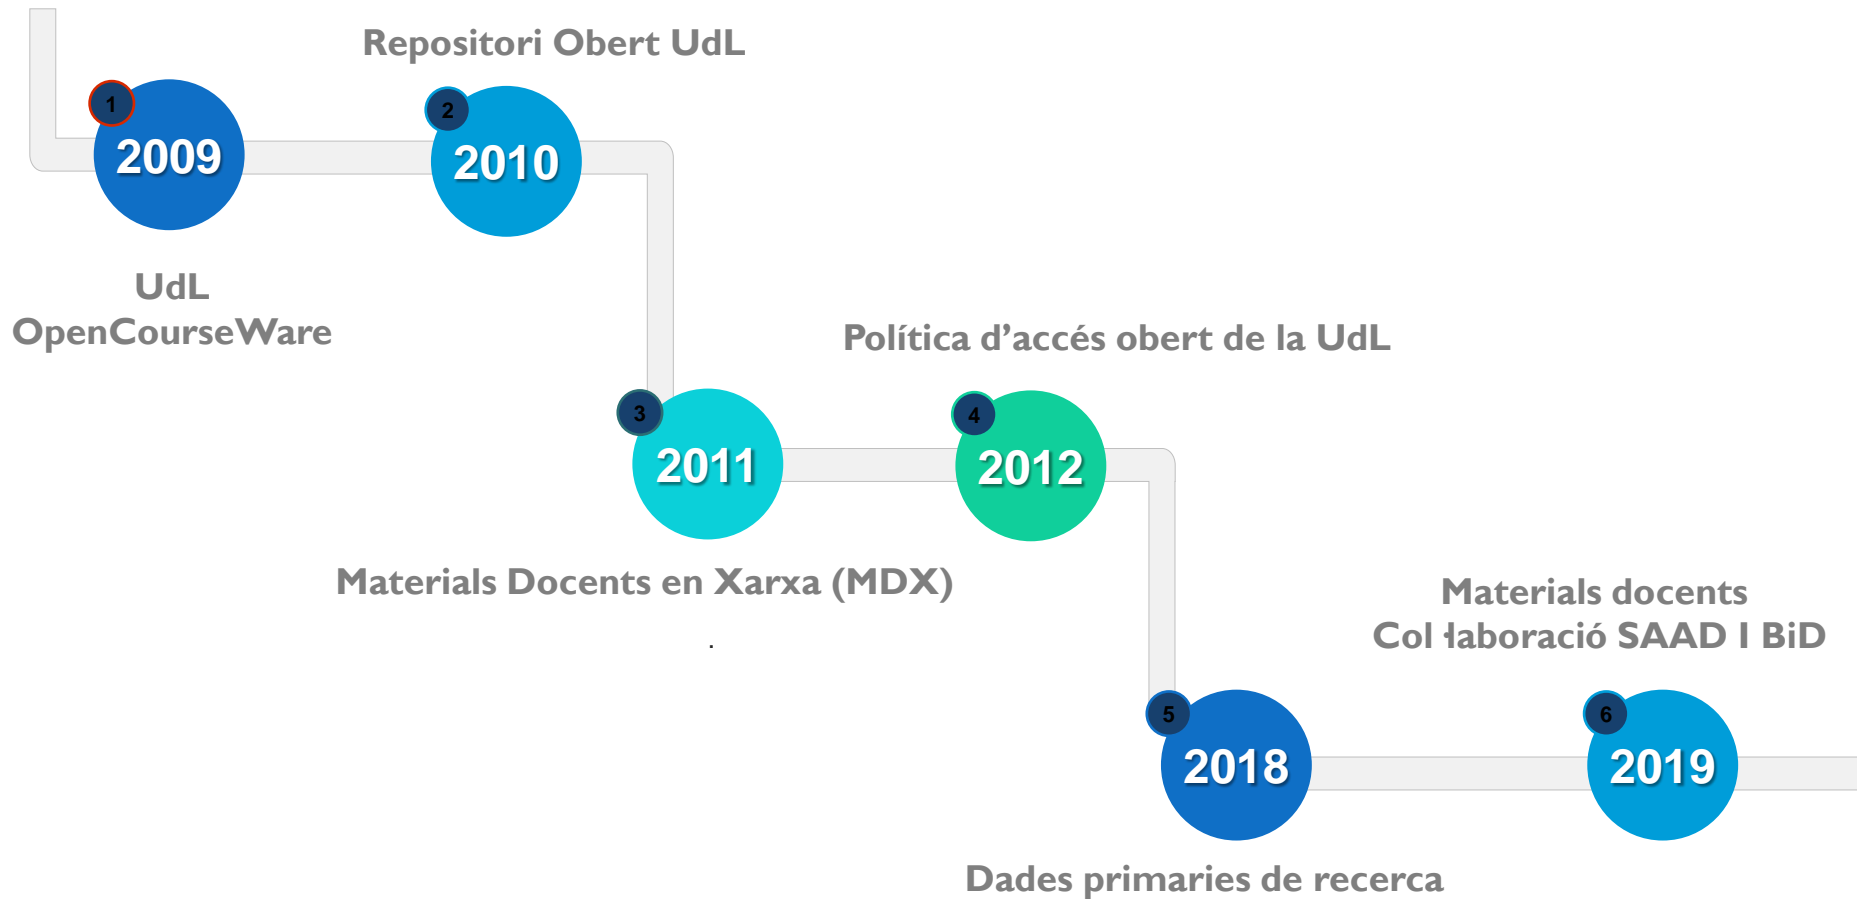 Repositori Obert UdL
1
2009
2
2010
UdL
OpenCourseWare
Política d’accés obert de la UdL
3
2011
4
2012
Materials Docents en Xarxa (MDX)
.
Materials docents
Col·laboració SAAD I BiD
5
2018
6
2019
Dades primaries de recerca